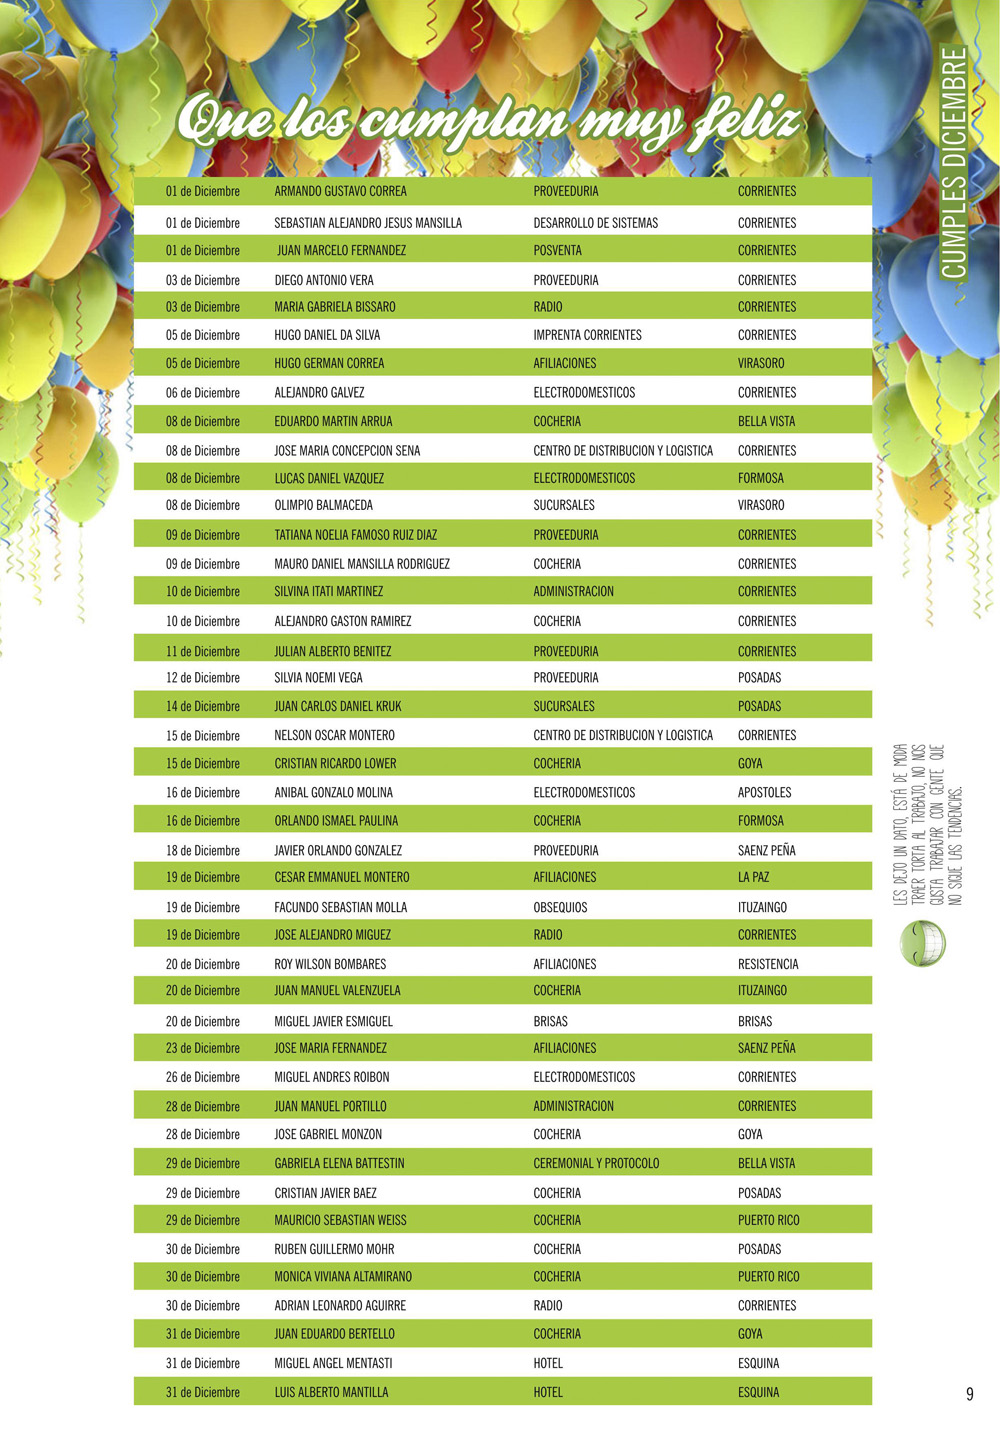 Que los cumplan muy feliz
CUMPLES DICIEMBRE
01 de Diciembre ARMANDO GUSTAVO CORREA PROVEEDURIA CORRIENTES
01 de Diciembre SEBASTIAN ALEJANDRO JESUS MANSILLA DESARROLLO DE SISTEMAS CORRIENTES
01 de Diciembre JUAN MARCELO FERNANDEZ POSVENTA CORRIENTES
03 de Diciembre DIEGO ANTONIO VERA PROVEEDURIA CORRIENTES
03 de Diciembre MARIA GABRIELA BISSARO RADIO CORRIENTES
05 de Diciembre HUGO DANIEL DA SILVA IMPRENTA CORRIENTES CORRIENTES
05 de Diciembre HUGO GERMAN CORREA AFILIACIONES VIRASORO
06 de Diciembre ALEJANDRO GALVEZ ELECTRODOMESTICOS CORRIENTES
08 de Diciembre EDUARDO MARTIN ARRUA COCHERIA BELLA VISTA
08 de Diciembre JOSE MARIA CONCEPCION SENA CENTRO DE DISTRIBUCION Y LOGISTICA CORRIENTES
08 de Diciembre LUCAS DANIEL VAZQUEZ ELECTRODOMESTICOS FORMOSA
08 de Diciembre OLIMPIO BALMACEDA SUCURSALES VIRASORO
09 de Diciembre TATIANA NOELIA FAMOSO RUIZ DIAZ PROVEEDURIA CORRIENTES
09 de Diciembre MAURO DANIEL MANSILLA RODRIGUEZ COCHERIA CORRIENTES
10 de Diciembre SILVINA ITATI MARTINEZ ADMINISTRACION CORRIENTES
10 de Diciembre ALEJANDRO GASTON RAMIREZ COCHERIA CORRIENTES
11 de Diciembre JULIAN ALBERTO BENITEZ PROVEEDURIA CORRIENTES
12 de Diciembre SILVIA NOEMI VEGA PROVEEDURIA POSADAS
14 de Diciembre JUAN CARLOS DANIEL KRUK SUCURSALES POSADAS
15 de Diciembre NELSON OSCAR MONTERO CENTRO DE DISTRIBUCION Y LOGISTICA CORRIENTES
15 de Diciembre CRISTIAN RICARDO LOWER COCHERIA GOYA
16 de Diciembre ANIBAL GONZALO MOLINA ELECTRODOMESTICOS APOSTOLES
16 de Diciembre ORLANDO ISMAEL PAULINA COCHERIA FORMOSA
18 de Diciembre JAVIER ORLANDO GONZALEZ PROVEEDURIA SAENZ PEÑA
19 de Diciembre CESAR EMMANUEL MONTERO AFILIACIONES LA PAZ
19 de Diciembre FACUNDO SEBASTIAN MOLLA OBSEQUIOS ITUZAINGO
19 de Diciembre JOSE ALEJANDRO MIGUEZ RADIO CORRIENTES
20 de Diciembre ROY WILSON BOMBARES AFILIACIONES RESISTENCIA
20 de Diciembre JUAN MANUEL VALENZUELA COCHERIA ITUZAINGO
20 de Diciembre MIGUEL JAVIER ESMIGUEL BRISAS BRISAS
23 de Diciembre JOSE MARIA FERNANDEZ AFILIACIONES SAENZ PEÑA
26 de Diciembre MIGUEL ANDRES ROIBON ELECTRODOMESTICOS CORRIENTES
28 de Diciembre JUAN MANUEL PORTILLO ADMINISTRACION CORRIENTES
28 de Diciembre JOSE GABRIEL MONZON COCHERIA GOYA
29 de Diciembre GABRIELA ELENA BATTESTIN CEREMONIAL Y PROTOCOLO BELLA VISTA
29 de Diciembre CRISTIAN JAVIER BAEZ COCHERIA POSADAS
29 de Diciembre MAURICIO SEBASTIAN WEISS COCHERIA PUERTO RICO
30 de Diciembre RUBEN GUILLERMO MOHR COCHERIA POSADAS
30 de Diciembre MONICA VIVIANA ALTAMIRANO COCHERIA PUERTO RICO
30 de Diciembre ADRIAN LEONARDO AGUIRRE RADIO CORRIENTES
31 de Diciembre JUAN EDUARDO BERTELLO COCHERIA GOYA
31 de Diciembre MIGUEL ANGEL MENTASTI HOTEL ESQUINA
31 de Diciembre LUIS ALBERTO MANTILLA HOTEL ESQUINA
LES DEJO UN DATO, ESTÁ DE MODA
TRAER TORTA AL TRABAJO, NO NOS
GUSTA TRABAJAR CON GENTE QUE
NO SIGUE LAS TENDENCIAS.
9